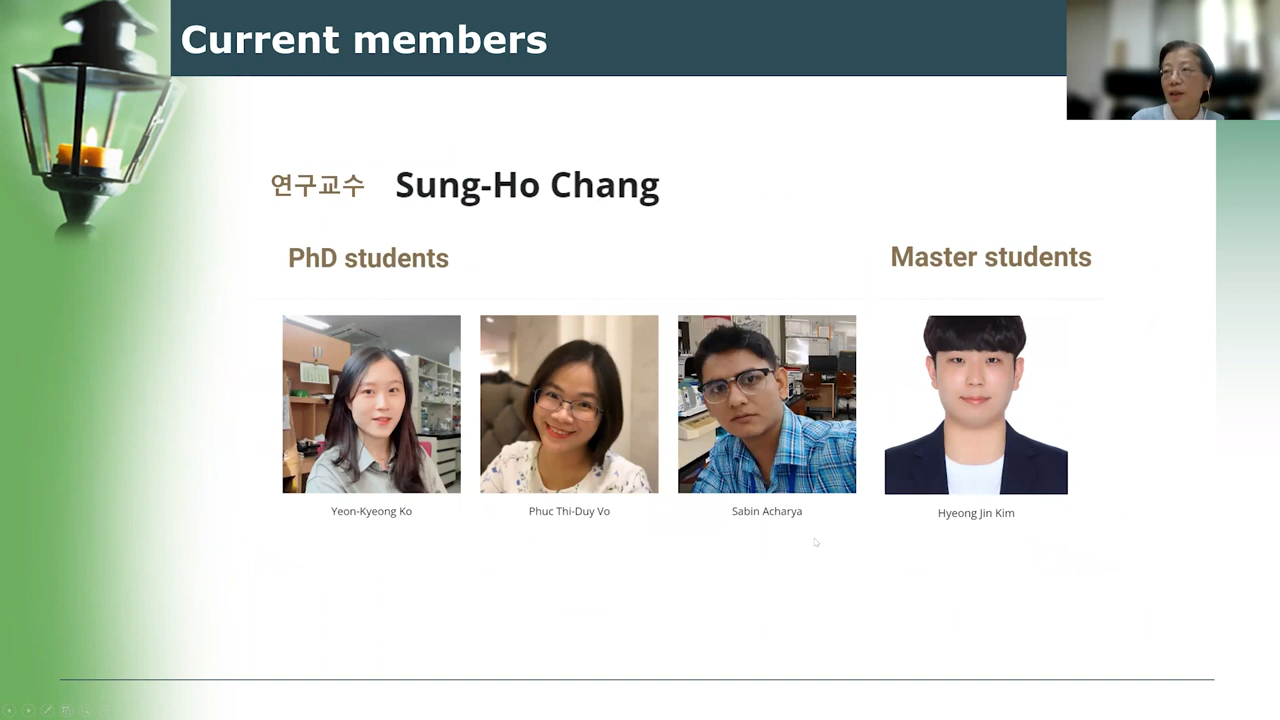 Current members
연구교수 Sung-Ho Chang
PhD students
Master students
Yeon-Kyeong Ko
Phuc Thi-Duy Vo
Sabin Acharya
Hyeong Jin Kim